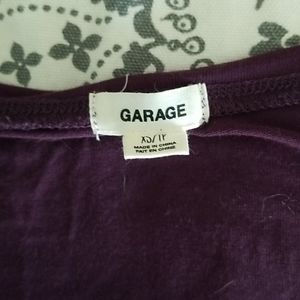 GARAGE
XS/TP
MADE IN CHINA
FAIT EN CHINE